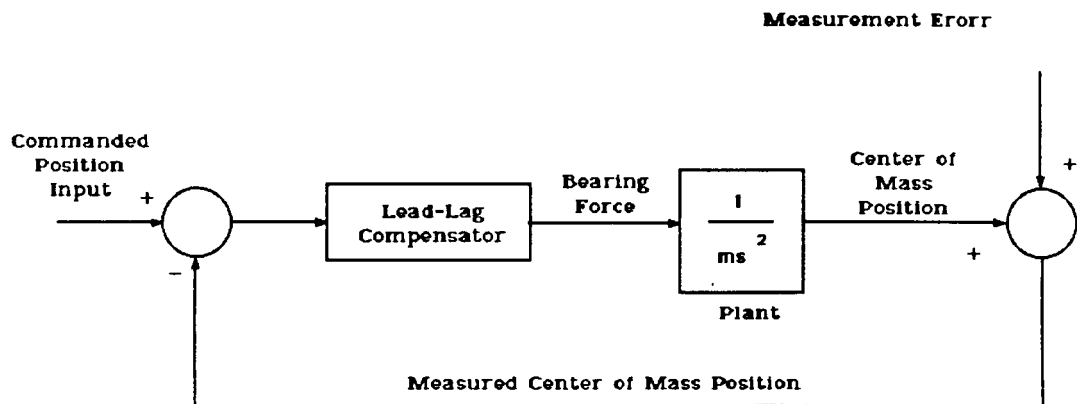 Measurement Erorr
Commanded
Position
Input
+
-
Lead-Lag
Compensator
Bearing
Force
1
ms 2
Plant
Center of
Mass
Position
+
+
Measured Center of Mass Position